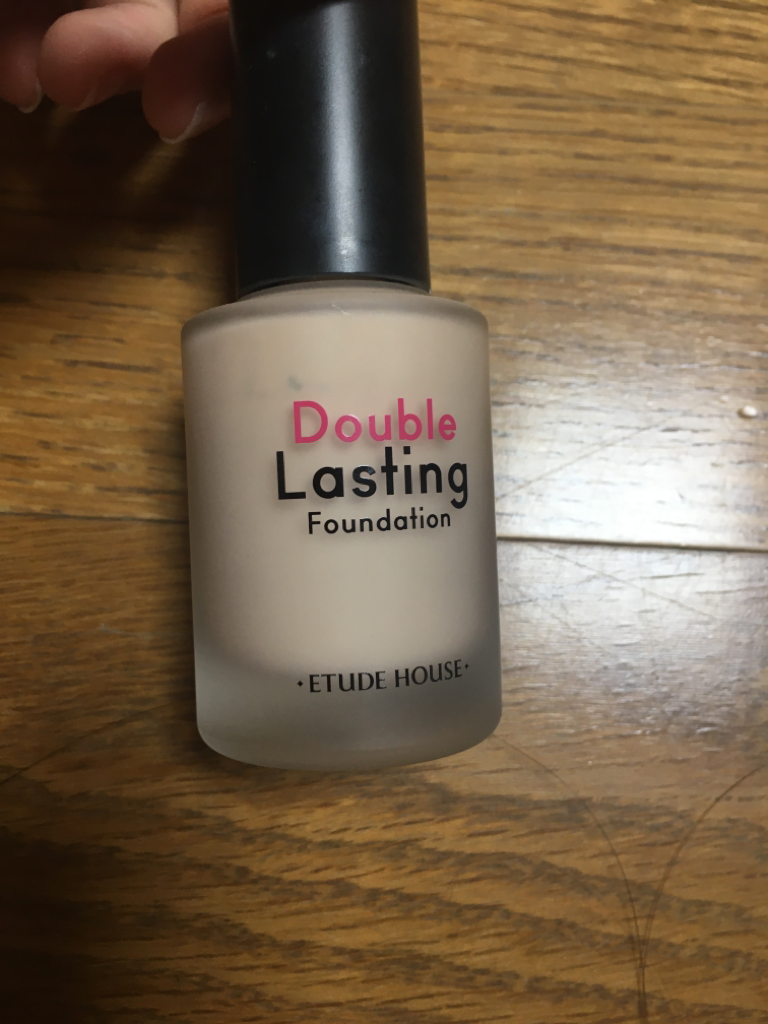 Double
Lasting
Foundation
·ETUDE HOUSE·